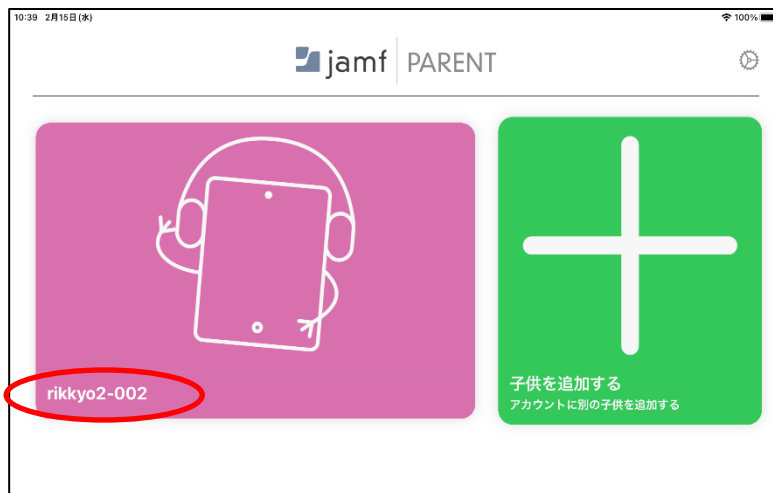 10:39 2月15日(水)
100%
jamf PARENT
rikkyo2-002
子供を追加する
アカウントに別の子供を追加する